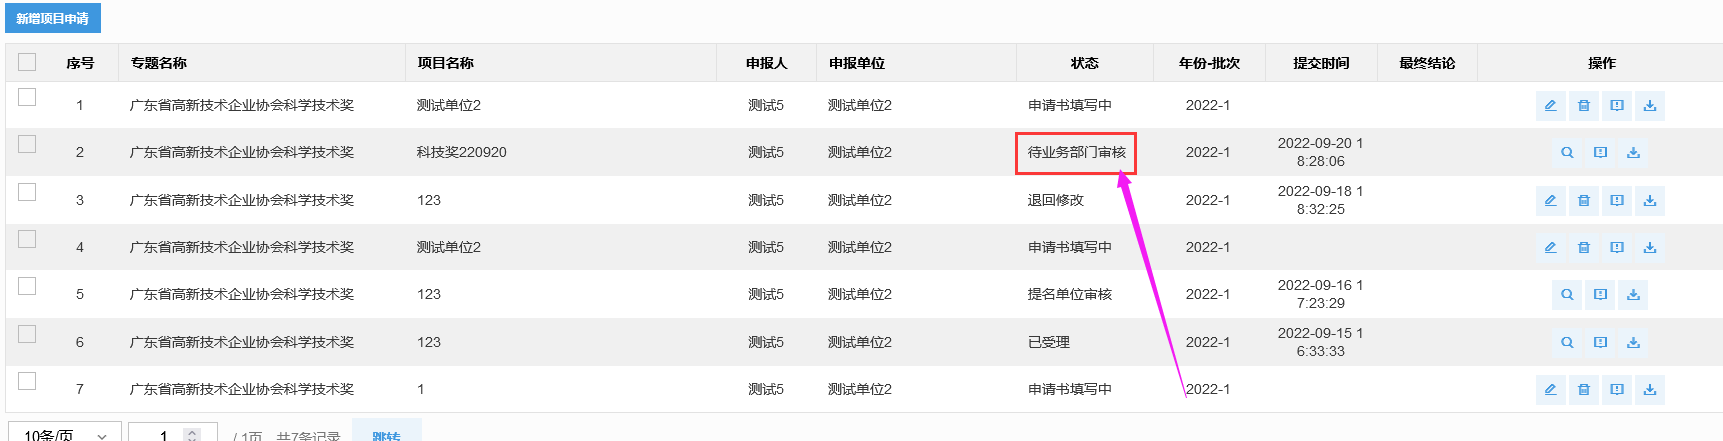 新增项目申请
序号 专题名称 项目名称 申报人 申报单位 状态 年份-批次 提交时间 最终结论 操作
1 广东省高新技术企业协会科学技术奖 测试单位2 测试5 测试单位2 申请书填写中 2022-1
2 广东省高新技术企业协会科学技术奖 科技奖220920 测试5 测试单位2 待业务部门审核 2022-1 2022-09-20 1
8:28:06
3 广东省高新技术企业协会科学技术奖 123 测试5 测试单位2 退回修改 2022-1 2022-09-18 1
8:32:25
4 广东省高新技术企业协会科学技术奖 测试单位2 测试5 测试单位2 申请书填写中 2022-1
5 广东省高新技术企业协会科学技术奖 123 测试5 测试单位2 提名单位审核 2022-1 2022-09-16 1
7:23:29
6 广东省高新技术企业协会科学技术奖 123 测试5 测试单位2 已受理 2022-1 2022-09-15 1
6:33:33
7 广东省高新技术企业协会科学技术奖 1 测试5 测试单位2 申请书填写中 2022-1
10条/页 1 / 1页 共7条记录 跳转